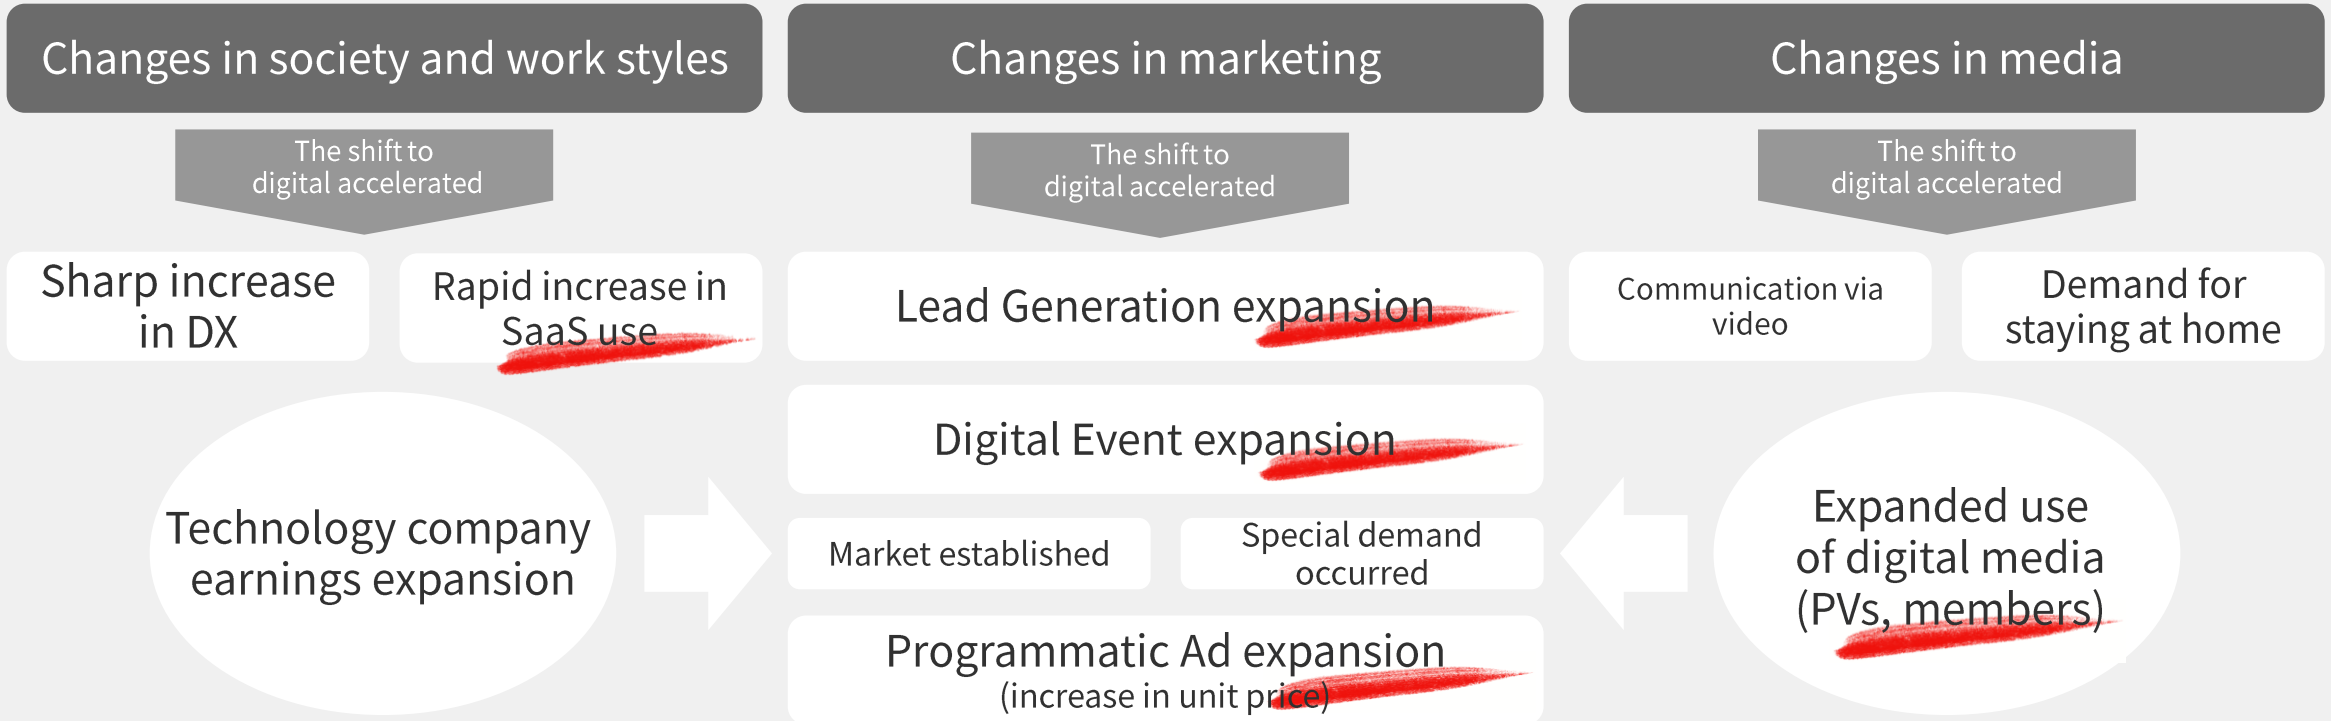 Changes in society and work styles
The shift to
digital accelerated
Sharp increase
in DX
Rapid increase in
SaaS use
Technology company
earnings expansion
Changes in marketing
The shift to
digital accelerated
Lead Generation expansion
Digital Event expansion
Market established
Special demand
occurred
Programmatic Ad expansion
(increase in unit price)
Changes in media
The shift to
digital accelerated
Communication via
video
Demand for
staying at home
Expanded use
of digital media
(PVs, members)